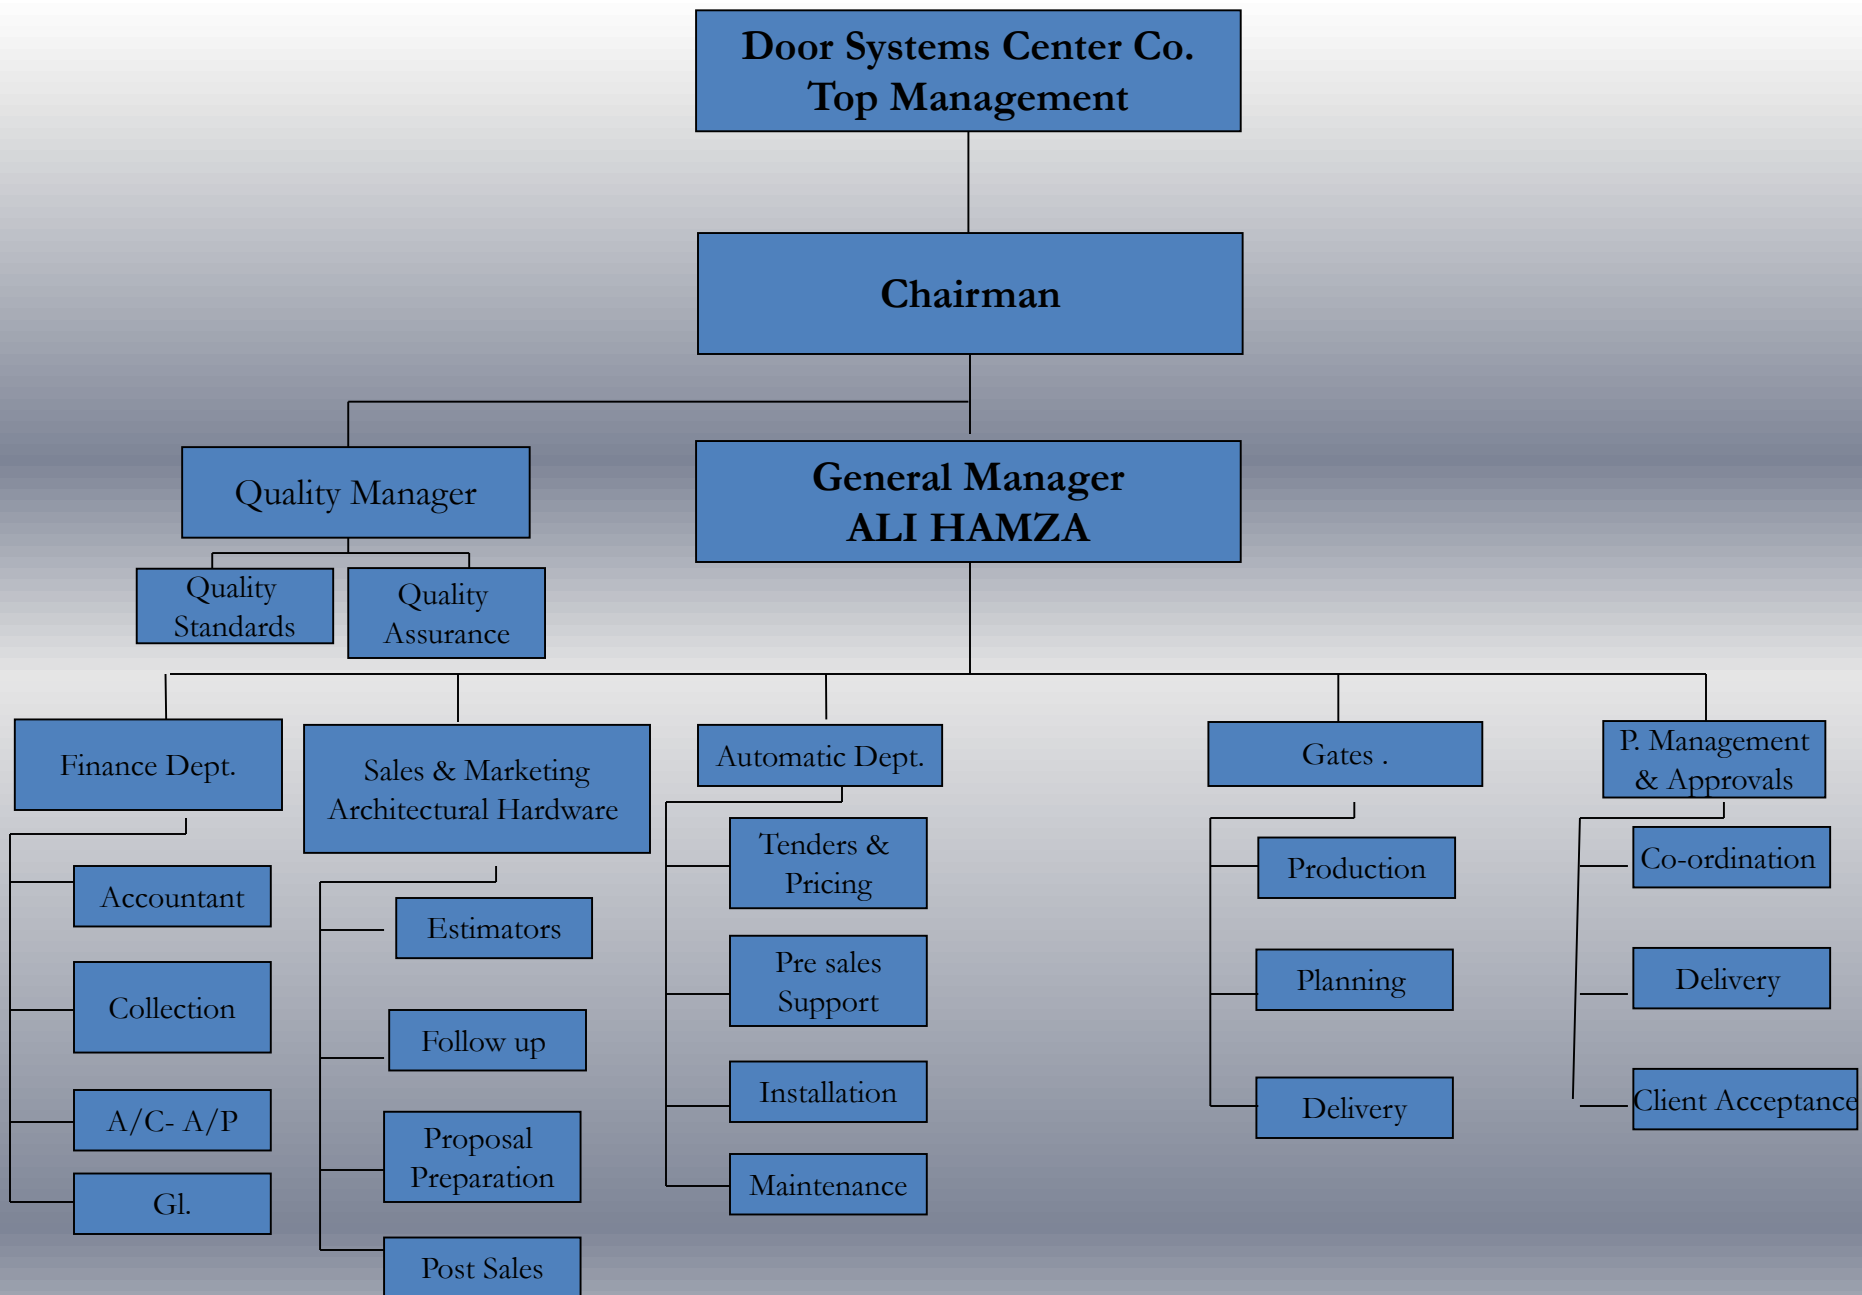 Door Systems Center Co.
Top Management
Chairman
Quality Manager
General Manager
ALI HAMZA
Quality
Standards
Quality
Assurance
Finance Dept.
Sales & Marketing
Architectural Hardware
Automatic Dept.
Gates .
P. Management
& Approvals
Accountant
Collection
A/C- A/P
Gl.
Estimators
Follow up
Proposal
Preparation
Post Sales
Tenders &
Pricing
Pre sales
Support
Installation
Maintenance
Production
Planning
Delivery
Co-ordination
Delivery
Client Acceptance